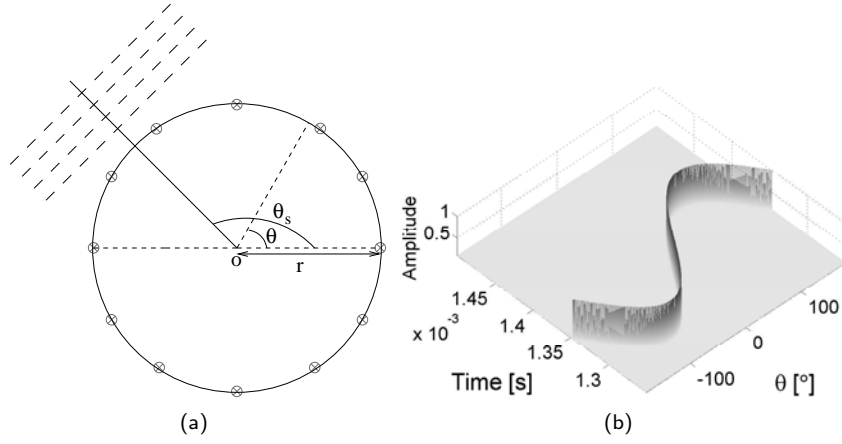 θs
θ
o
r
(a)
Amplitude
1
0.5
1.45
1.4
1.35
1.3
x 10-3
Time [s]
100
0
-100
θ [°]
(b)